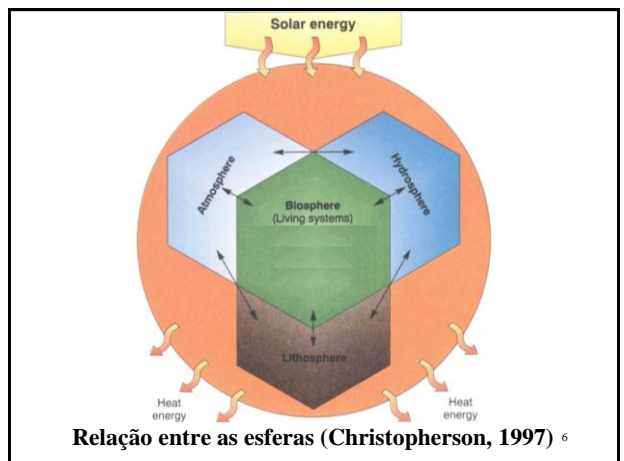 Solar energy
Atmosphere
Hydrosphere
Biosphere
(Living systems)
Lithosphere
Heat
energy
Heat
energy
Relação entre as esferas (Christopherson, 1997) 6